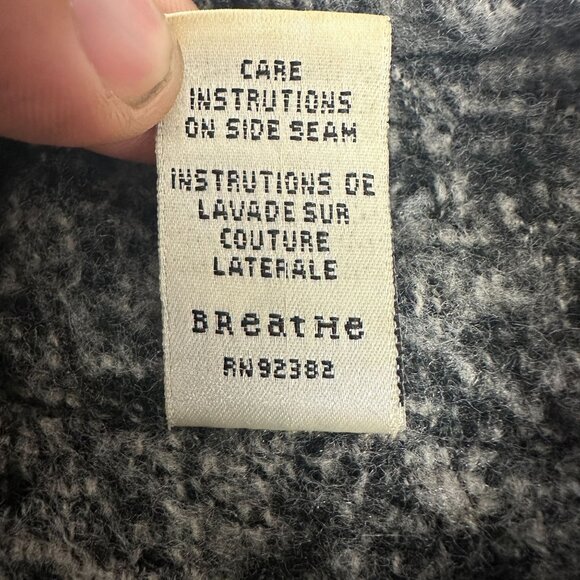 CARE
INSTRUTIONS
ON SIDE SEAM
INSTRUTIONS DE
LAVADE SUR
COUTURE
LATERALE
BReatHe
RN92382